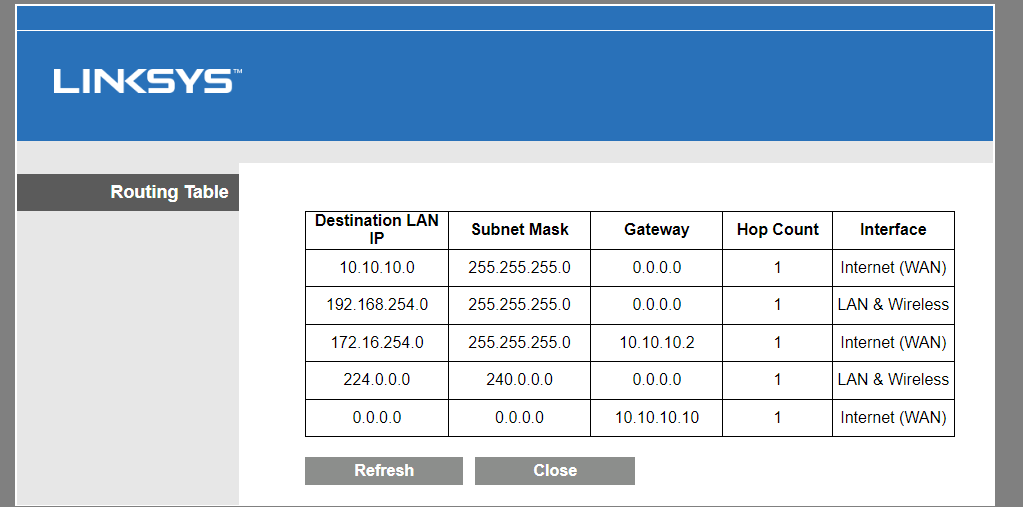 LINKSYS™
Routing Table
Destination LAN IP Subnet Mask Gateway Hop Count Interface
10.10.10.0 255.255.255.0 0.0.0.0 1 Internet (WAN)
192.168.254.0 255.255.255.0 0.0.0.0 1 LAN & Wireless
172.16.254.0 255.255.255.0 10.10.10.2 1 Internet (WAN)
224.0.0.0 240.0.0.0 0.0.0.0 1 LAN & Wireless
0.0.0.0 0.0.0.0 10.10.10.10 1 Internet (WAN)
Refresh Close